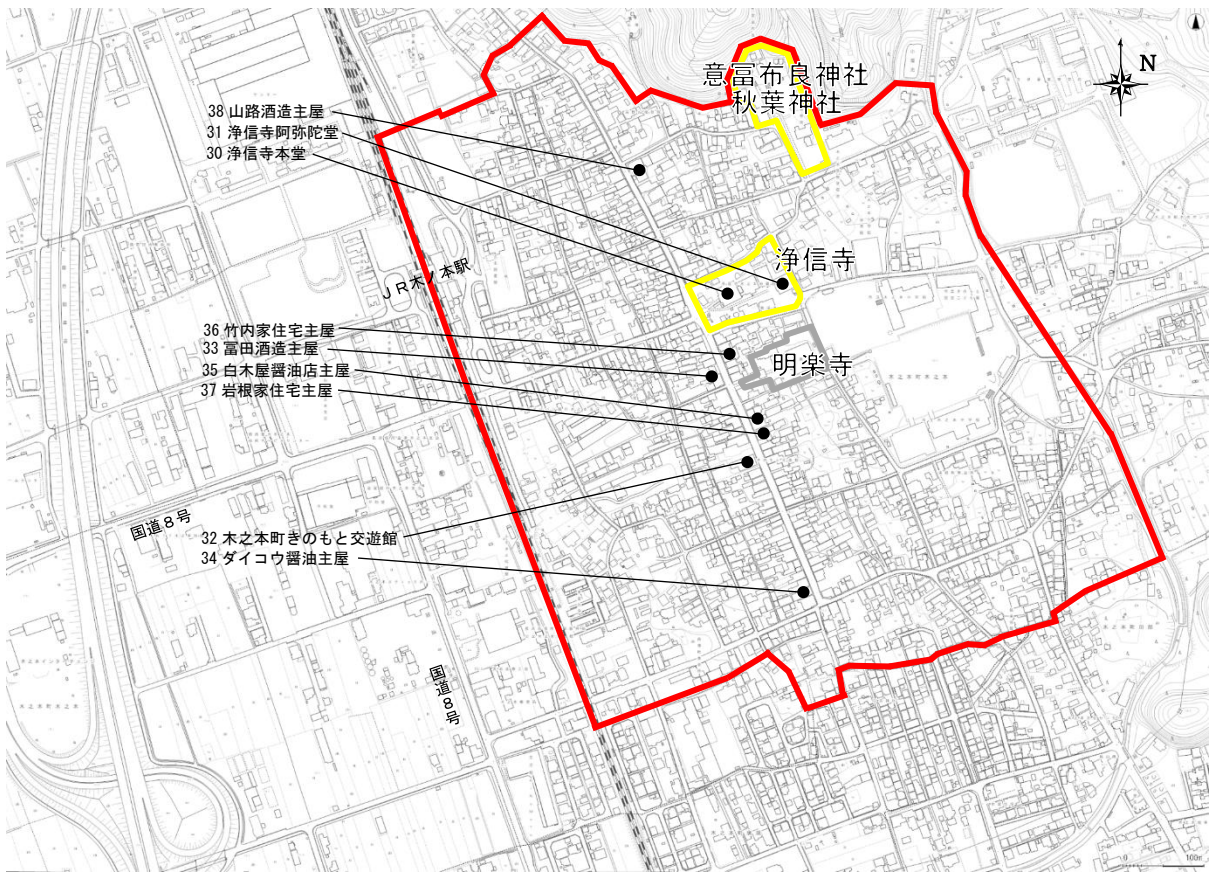 N
意冨布良神社
秋葉神社
38 山路酒造主屋
31 浄信寺阿弥陀堂
30 浄信寺本堂
浄信寺
JR木ノ本駅
36 竹内家住宅主屋
33 冨田酒造主屋
35 白木屋醤油店主屋
37 岩根家住宅主屋
明楽寺
国道8号
32 木之本町きのもと交遊館
34 ダイコウ醤油主屋
国道8号
0 100m